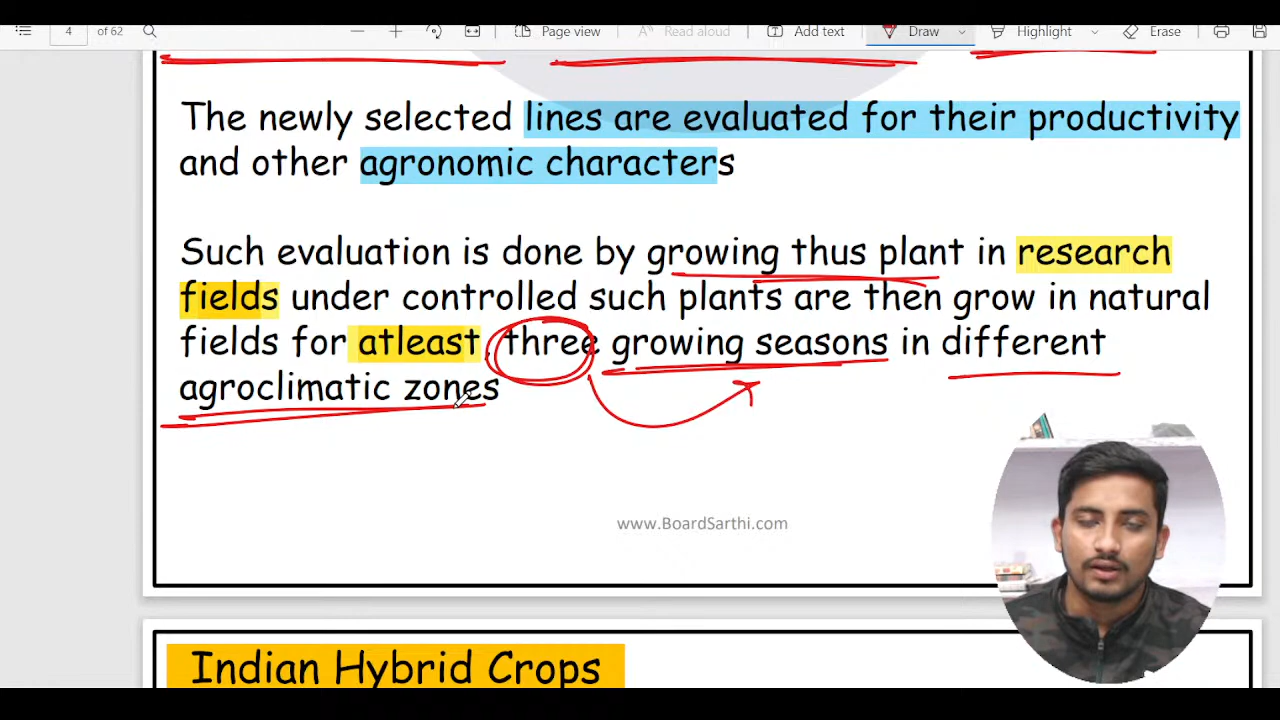 4 of 62 Page view Read aloud Add text Draw Highlight Erase
The newly selected lines are evaluated for their productivity
and other agronomic characters
Such evaluation is done by growing thus plant in research
fields under controlled such plants are then grow in natural
fields for atleast three growing seasons in different
agroclimatic zones
www.BoardSarthi.com
Indian Hybrid Crops